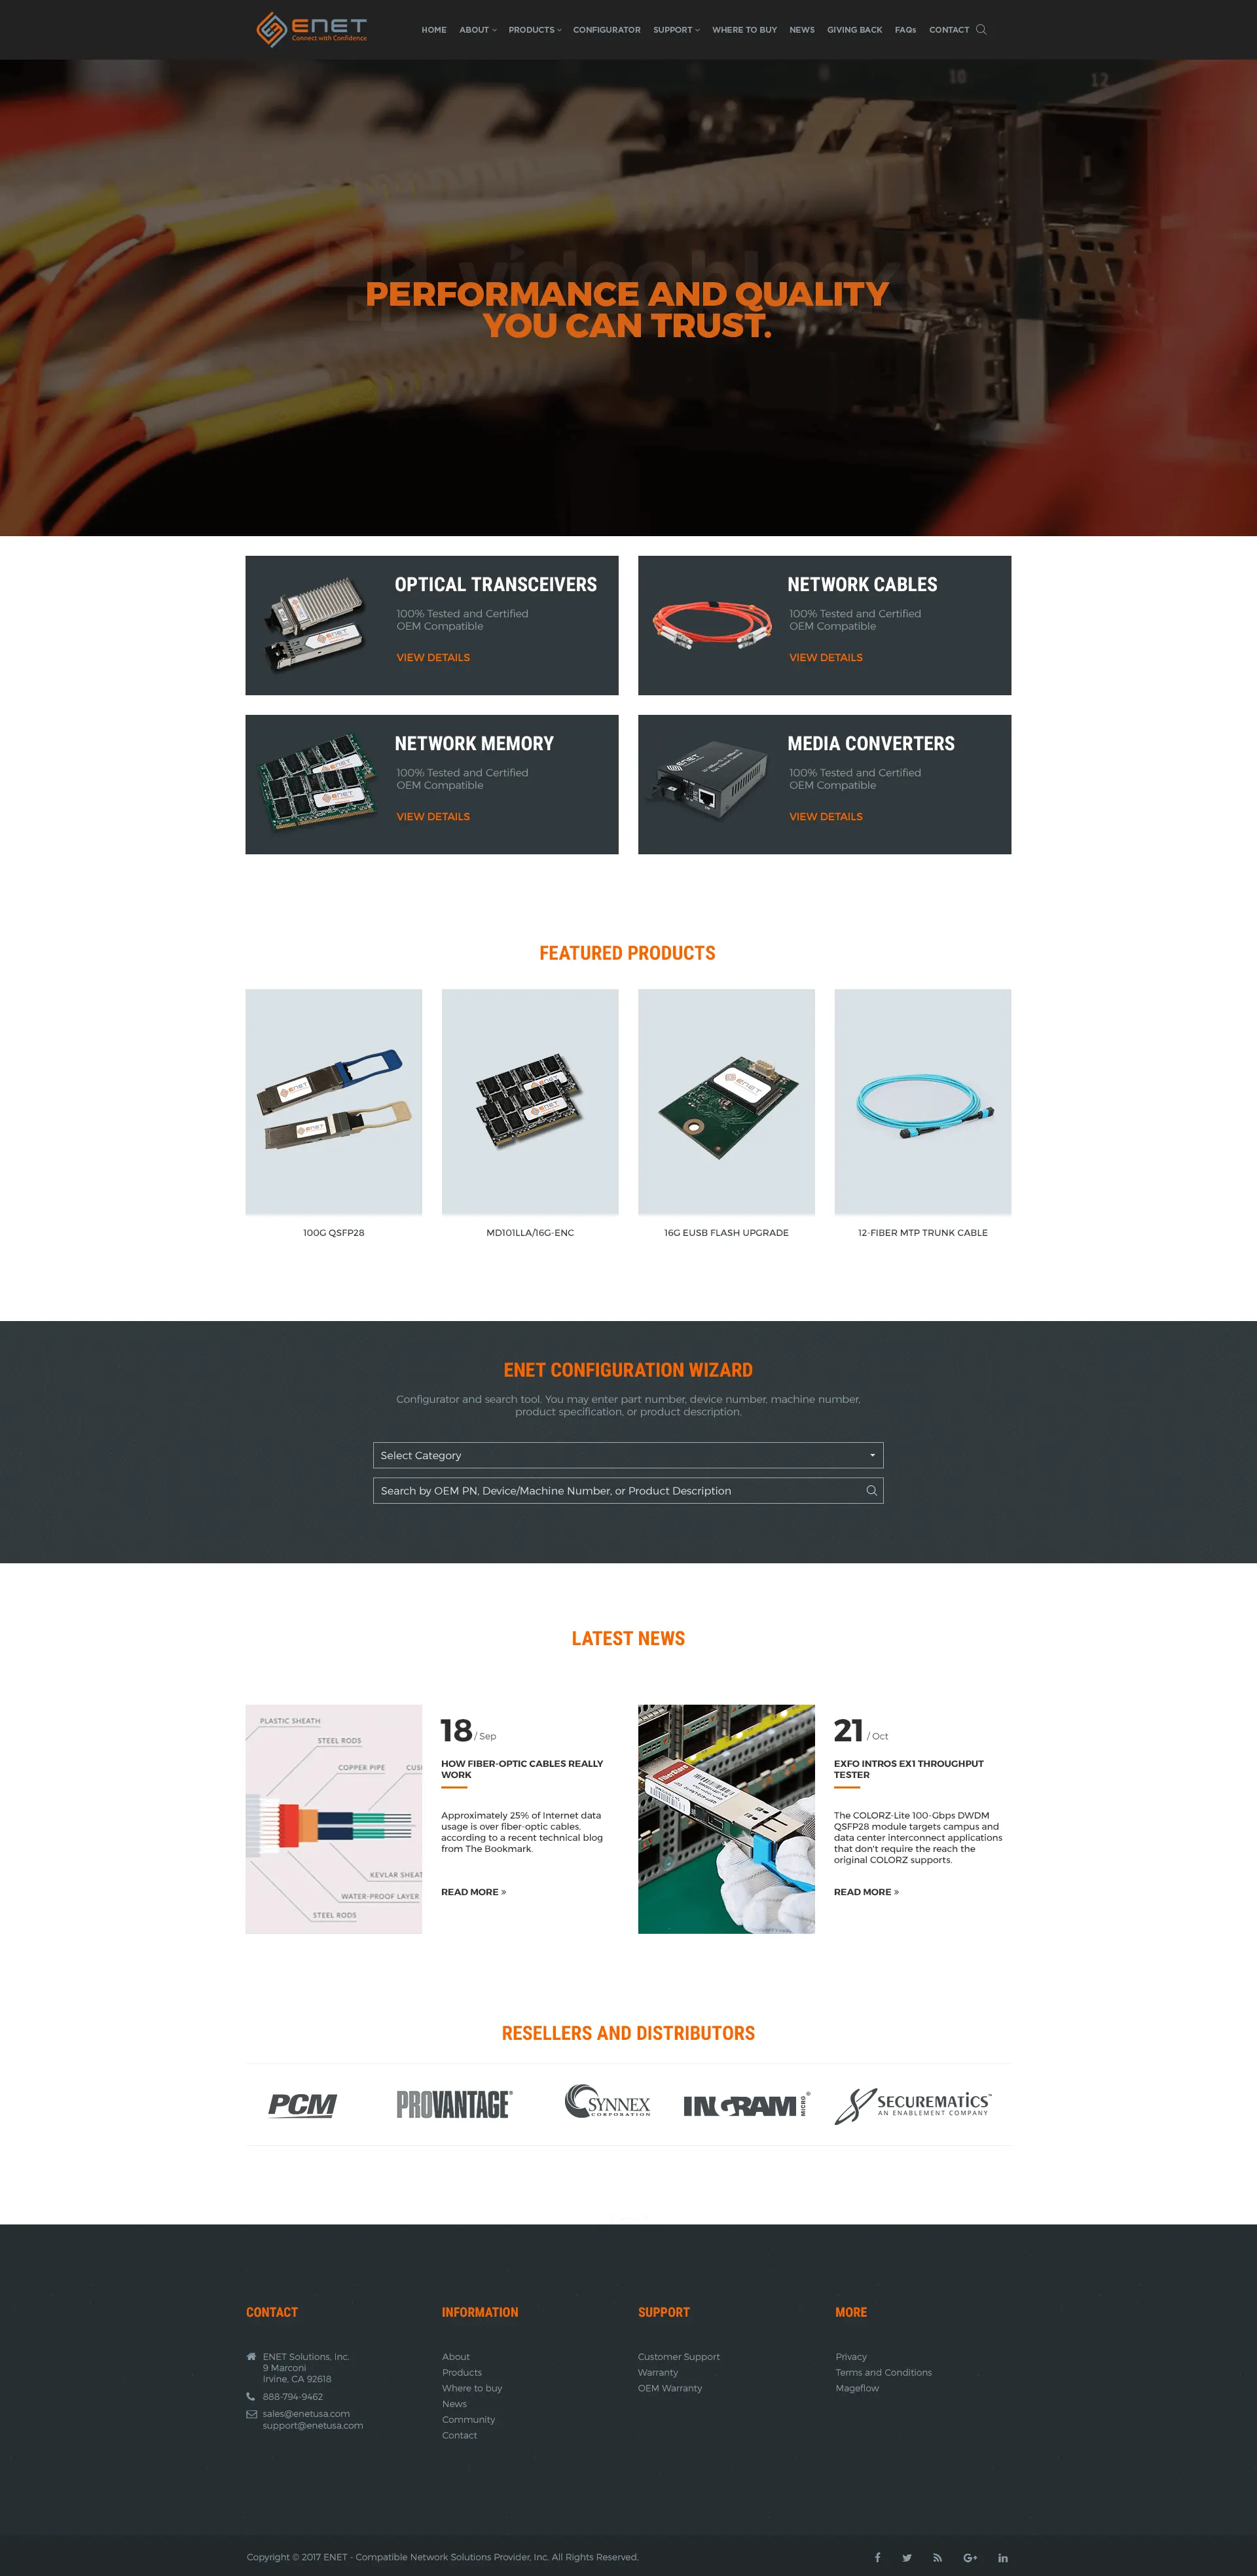 ENET
Connect with Confidence
HOME ABOUT PRODUCTS CONFIGURATOR SUPPORT WHERE TO BUY NEWS GIVING BACK FAQs CONTACT
10
12
videoblocks
PERFORMANCE AND QUALITY
YOU CAN TRUST.
OPTICAL TRANSCEIVERS
100% Tested and Certified
OEM Compatible
VIEW DETAILS
NETWORK CABLES
100% Tested and Certified
OEM Compatible
VIEW DETAILS
NETWORK MEMORY
100% Tested and Certified
OEM Compatible
VIEW DETAILS
MEDIA CONVERTERS
100% Tested and Certified
OEM Compatible
VIEW DETAILS
FEATURED PRODUCTS
100G QSFP28
MD101LLA/16G-ENC
16G EUSB FLASH UPGRADE
12-FIBER MTP TRUNK CABLE
ENET CONFIGURATION WIZARD
Configurator and search tool. You may enter part number, device number, machine number,
product specification, or product description.
Select Category
Search by OEM PN, Device/Machine Number, or Product Description
LATEST NEWS
PLASTIC SHEATH
STEEL RODS
COPPER PIPE
KEVLAR SHEAT
WATER-PROOF LAYER
STEEL RODS
18 / Sep
HOW FIBER-OPTIC CABLES REALLY
WORK
Approximately 25% of Internet data
usage is over fiber-optic cables,
according to a recent technical blog
from The Bookmark.
READ MORE »
FiberStore
21 / Oct
EXFO INTROS EX1 THROUGHPUT
TESTER
The COLORZ-Lite 100-Gbps DWDM
QSFP28 module targets campus and
data center interconnect applications
that don't require the reach the
original COLORZ supports.
READ MORE »
RESELLERS AND DISTRIBUTORS
PCM
PROVANTAGE®
SYNNEX
CORPORATION
INGRAM MICRO®
SECUREMATICS™
AN ENABLEMENT COMPANY
CONTACT
ENET Solutions, Inc.
9 Marconi
Irvine, CA 92618
888-794-9462
sales@enetusa.com
support@enetusa.com
INFORMATION
About
Products
Where to buy
News
Community
Contact
SUPPORT
Customer Support
Warranty
OEM Warranty
MORE
Privacy
Terms and Conditions
Mageflow
Copyright © 2017 ENET - Compatible Network Solutions Provider, Inc. All Rights Reserved.